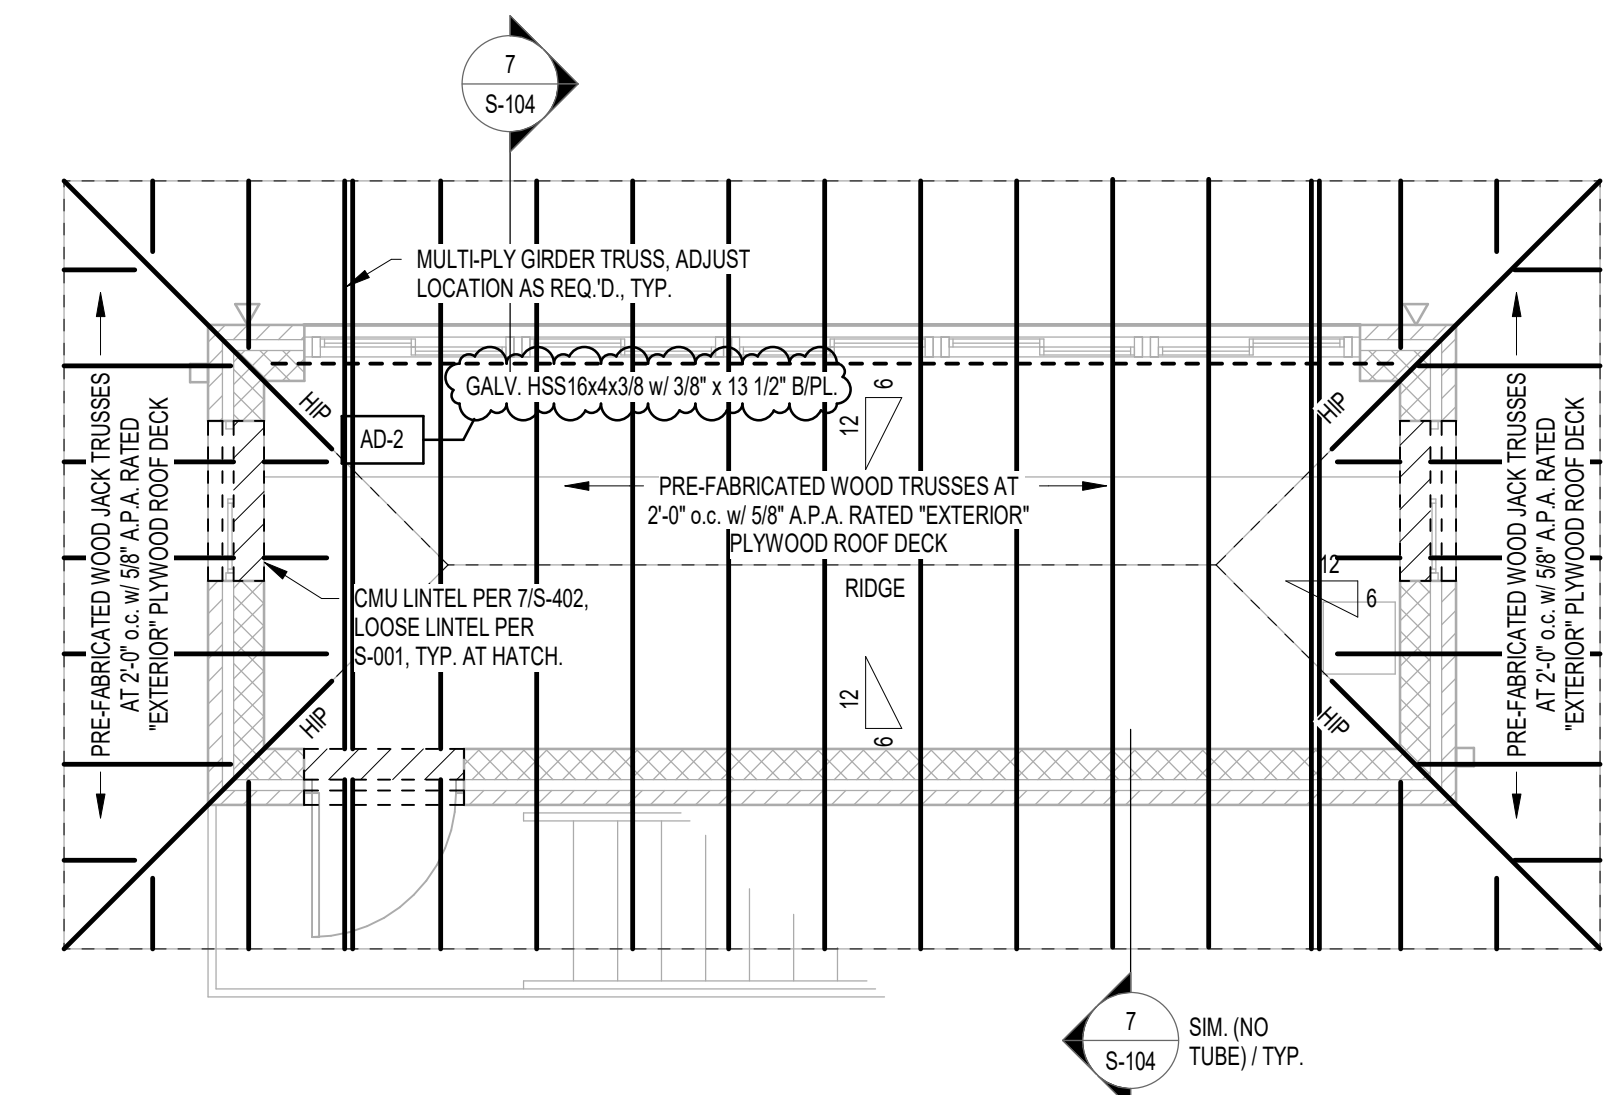 7
S-104
MULTI-PLY GIRDER TRUSS, ADJUST
LOCATION AS REQ.'D., TYP.
GALV. HSS16x4x3/8 w/ 3/8" x 13 1/2" B/PL.
AD-2
HIP
HIP
6
12
PRE-FABRICATED WOOD JACK TRUSSES
AT 2'-0" o.c. w/ 5/8" A.P.A. RATED
"EXTERIOR" PLYWOOD ROOF DECK
PRE-FABRICATED WOOD TRUSSES AT
2'-0" o.c. w/ 5/8" A.P.A. RATED "EXTERIOR"
PLYWOOD ROOF DECK
RIDGE
PRE-FABRICATED WOOD JACK TRUSSES
AT 2'-0" o.c. w/ 5/8" A.P.A. RATED
"EXTERIOR" PLYWOOD ROOF DECK
12
6
CMU LINTEL PER 7/S-402,
LOOSE LINTEL PER
S-001, TYP. AT HATCH.
12
6
HIP
HIP
7
S-104
SIM. (NO
TUBE) / TYP.